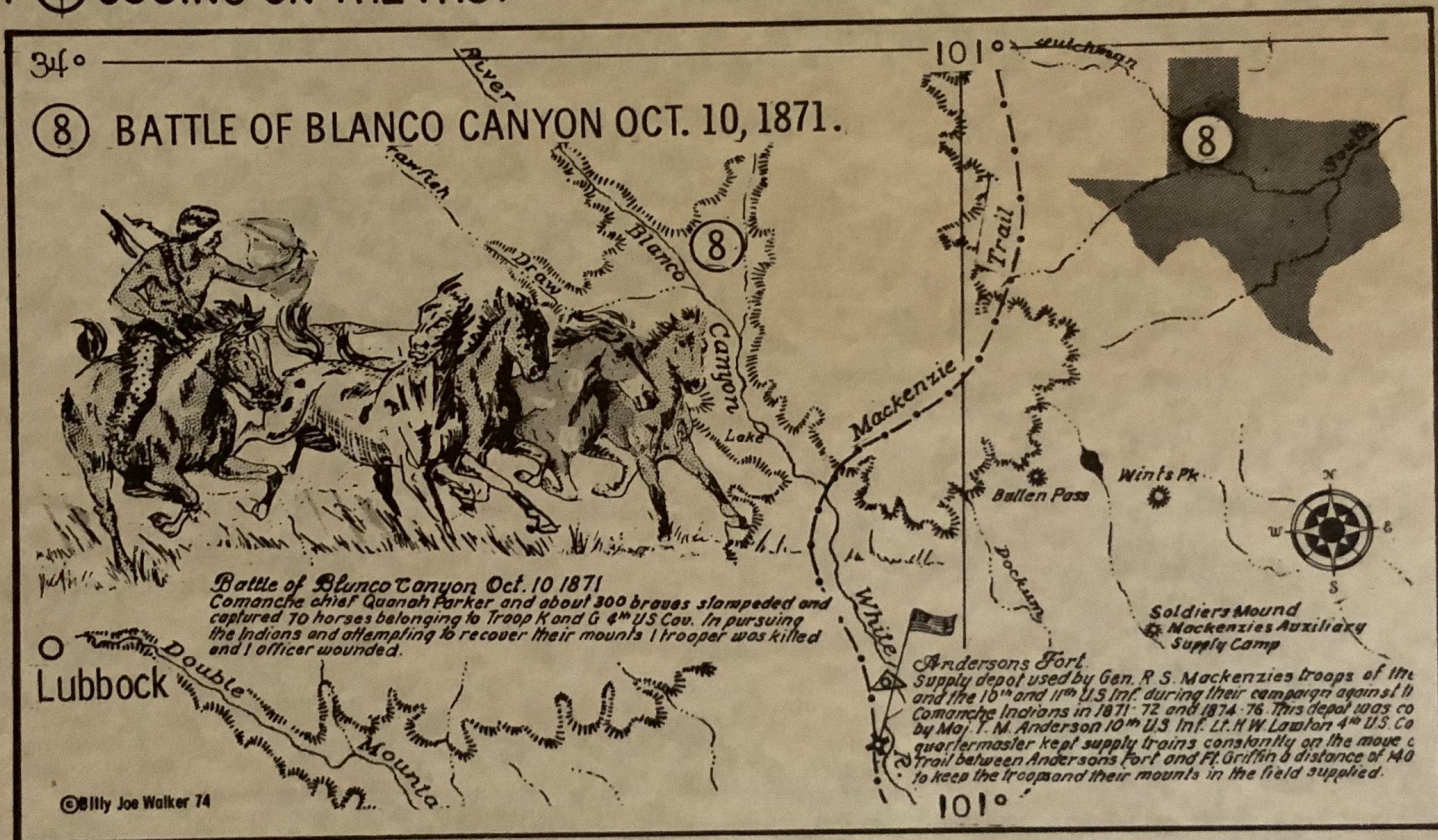 34°
101°
River
⑧ BATTLE OF BLANCO CANYON OCT. 10, 1871.
8
South
Blanco
8
Draw
Trail
Canyon
Mackenzie
Lake
Ballen Pass
Wints Pk
N
W E
S
Dockum
White
R.
Battle of Blanco Canyon Oct. 10 1871
Comanche chief Quanah Parker and about 300 braves stampeded and
captured 70 horses belonging to Troop K and G 4th US Cav. In pursuing
the Indians and attempting to recover their mounts 1 trooper was killed
and 1 officer wounded.
Soldiers Mound
Mackenzies Auxiliary
Supply Camp
Lubbock
Double
Mounta
Andersons Fort
Supply depot used by Gen. R S. Mackenzies troops of the
and the 10th and 11th U.S Inf. during their campaign against
Comanche Indians in 1871-72 and 1874-76. This depot was co
by Maj. T. M. Anderson 10th U.S Inf. Lt. H W. Lawton 4th U.S. Ca
quartermaster kept supply trains constantly on the move
Trail between Andersons Fort and Ft. Griffin a distance of 140
to keep the troops and their mounts in the field supplied.
©Billy Joe Walker 74
101°